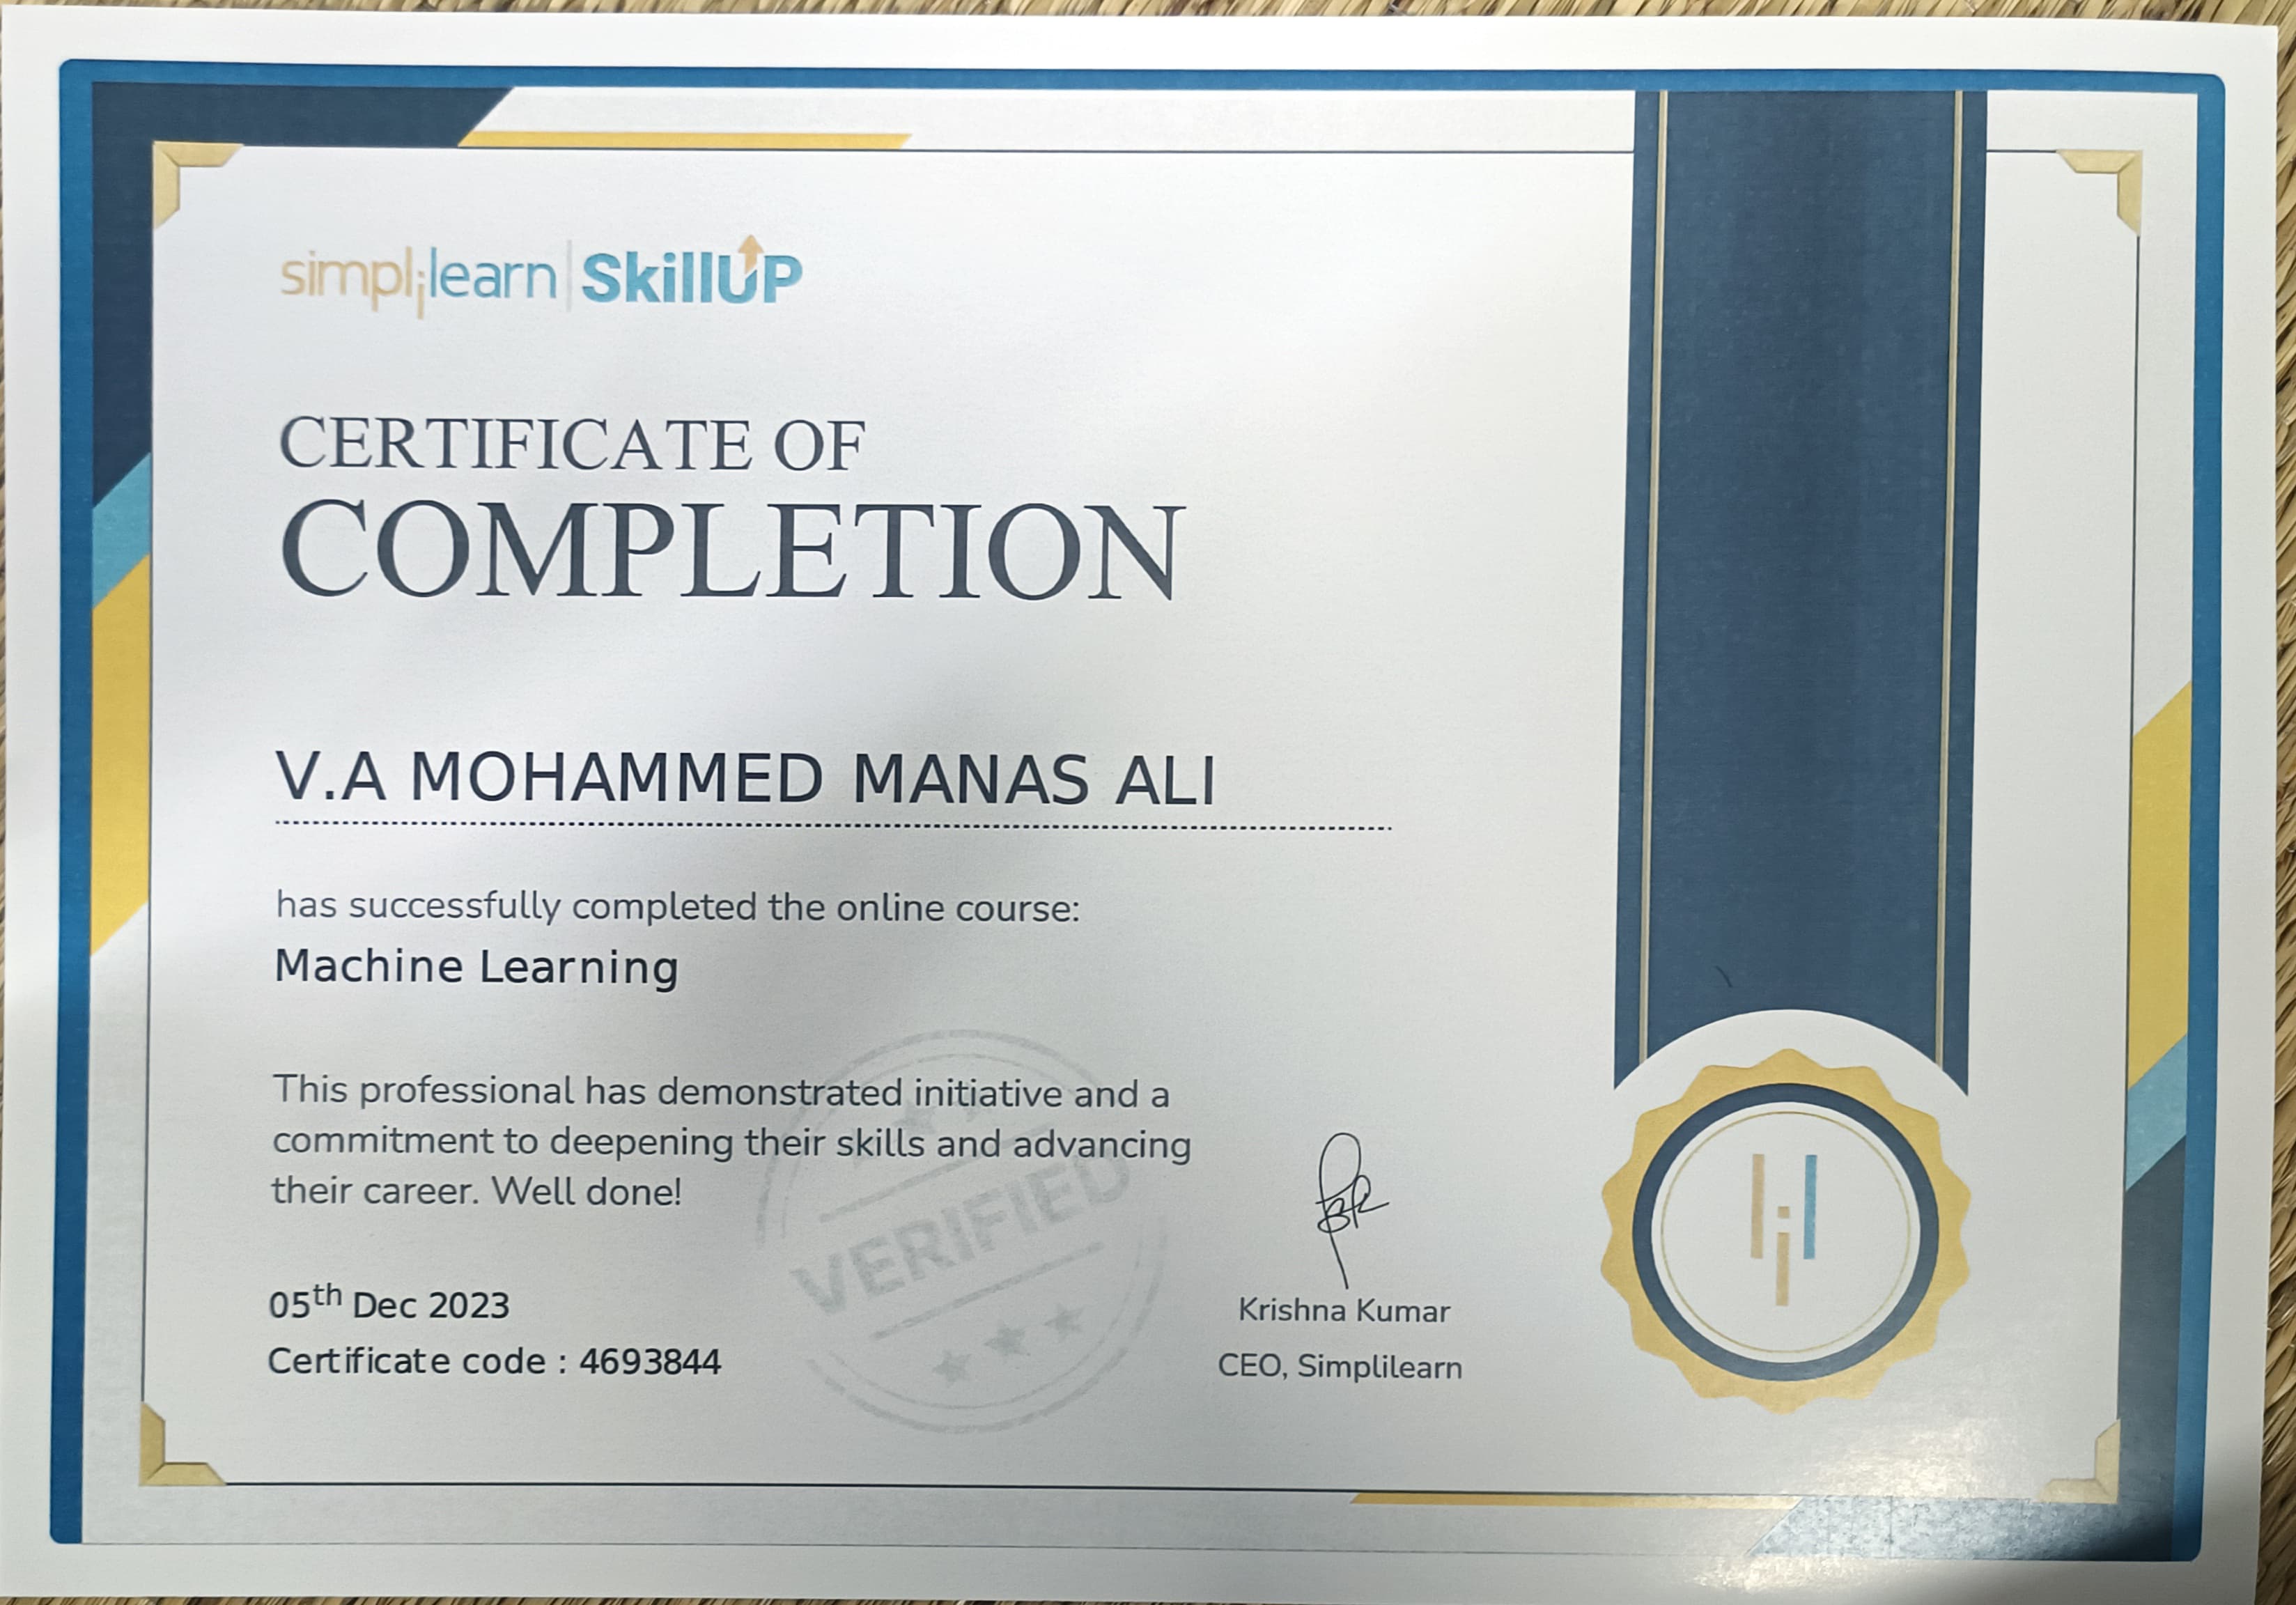 simplilearn | SkillUP
CERTIFICATE OF
COMPLETION
V.A MOHAMMED MANAS ALI
has successfully completed the online course:
Machine Learning
This professional has demonstrated initiative and a
commitment to deepening their skills and advancing
their career. Well done!
VERIFIED
05th Dec 2023
Certificate code : 4693844
Krishna Kumar
CEO, Simplilearn